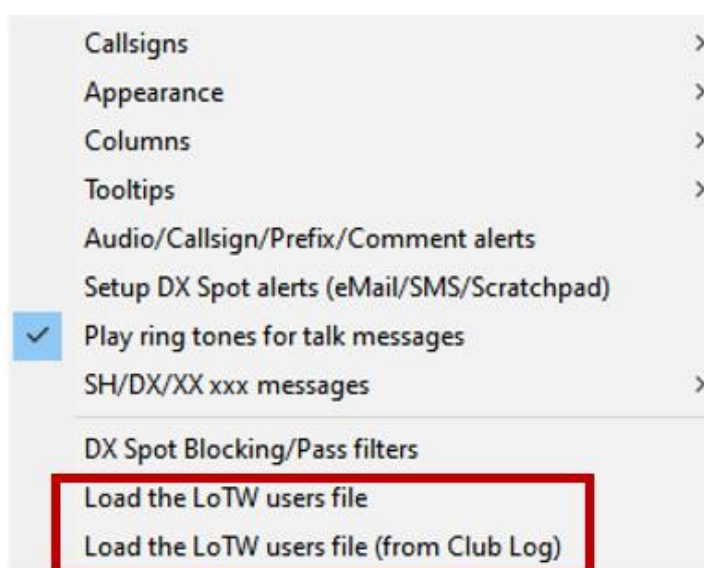 Callsigns
Appearance
Columns
Tooltips
Audio/Callsign/Prefix/Comment alerts
Setup DX Spot alerts (eMail/SMS/Scratchpad)
Play ring tones for talk messages
SH/DX/XX xxx messages
DX Spot Blocking/Pass filters
Load the LoTW users file
Load the LoTW users file (from Club Log)